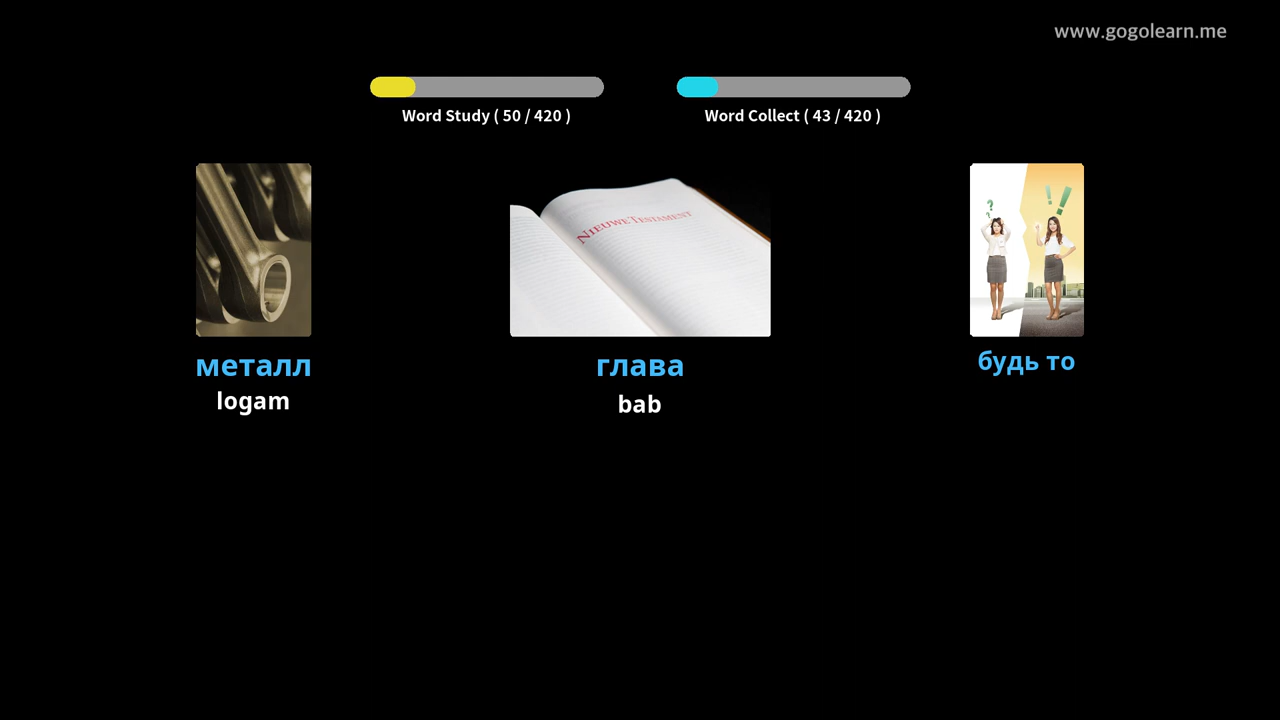 www.gogolearn.me
Word Study ( 50 / 420 )
Word Collect ( 43 / 420 )
NIEUWE TESTAMENT
металл
logam
глава
bab
будь то